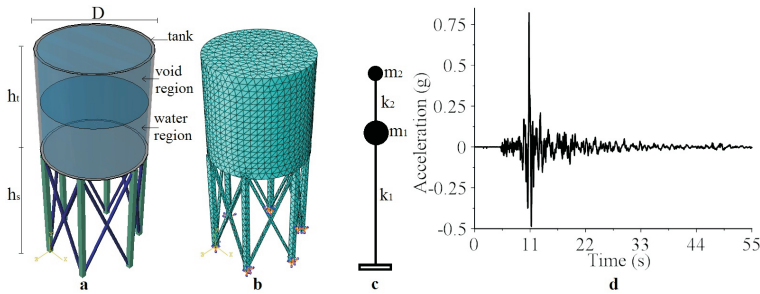 D
tank
void
region
water
region
ht
hs
a
b
m2
k2
m1
k1
c
Acceleration (g)
0.75
0.5
0.25
0
-0.25
-0.5
0
11
22
33
44
55
Time (s)
d